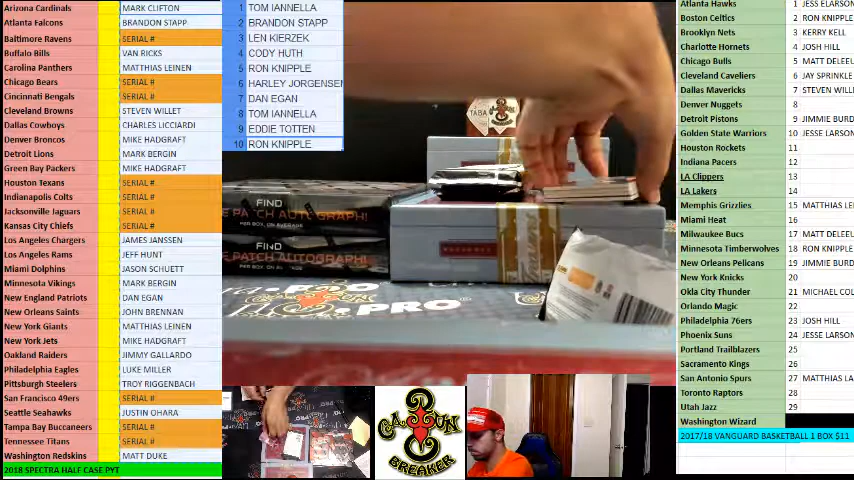 Arizona Cardinals MARK CLIFTON
Atlanta Falcons BRANDON STAPP
Baltimore Ravens SERIAL #
Buffalo Bills VAN RICKS
Carolina Panthers MATTHIAS LEINEN
Chicago Bears SERIAL #
Cincinnati Bengals SERIAL #
Cleveland Browns STEVEN WILLET
Dallas Cowboys CHARLES LICCIARDI
Denver Broncos MIKE HADGRAFT
Detroit Lions MARK BERGIN
Green Bay Packers MIKE HADGRAFT
Houston Texans SERIAL #
Indianapolis Colts SERIAL #
Jacksonville Jaguars SERIAL #
Kansas City Chiefs SERIAL #
Los Angeles Chargers JAMES JANSSEN
Los Angeles Rams JEFF HUNT
Miami Dolphins JASON SCHUETT
Minnesota Vikings MARK BERGIN
New England Patriots DAN EGAN
New Orleans Saints JOHN BRENNAN
New York Giants MATTHIAS LEINEN
New York Jets MIKE HADGRAFT
Oakland Raiders JIMMY GALLARDO
Philadelphia Eagles LUKE MILLER
Pittsburgh Steelers TROY RIGGENBACH
San Francisco 49ers SERIAL #
Seattle Seahawks JUSTIN OHARA
Tampa Bay Buccaneers SERIAL #
Tennessee Titans SERIAL #
Washington Redskins MATT DUKE
2018 SPECTRA HALF CASE PYT
1 TOM IANNELLA
2 BRANDON STAPP
3 LEN KIERZEK
4 CODY HUTH
5 RON KNIPPLE
6 HARLEY JORGENSEN
7 DAN EGAN
8 TOM IANNELLA
9 EDDIE TOTTEN
10 RON KNIPPLE
TABA
FIND
E PATCH AUTOGRAPH!
PER BOX, ON AVERAGE
FIND
E PATCH AUTOGRAPH!
.PRO
.PRO
CAJUN
BREAKER
Atlanta Hawks 1 JESS ELARSON
Boston Celtics 2 RON KNIPPLE
Brooklyn Nets 3 KERRY KELL
Charlotte Hornets 4 JOSH HILL
Chicago Bulls 5 MATT DELEEU
Cleveland Cavaliers 6 JAY SPRINKLE
Dallas Mavericks 7 STEVEN WILL
Denver Nuggets 8
Detroit Pistons 9 JIMMIE BURD
Golden State Warriors 10 JESSE LARSON
Houston Rockets 11
Indiana Pacers 12
LA Clippers 13
LA Lakers 14
Memphis Grizzlies 15 MATTHIAS LE
Miami Heat 16
Milwaukee Bucs 17 MATT DELEEU
Minnesota Timberwolves 18 RON KNIPPLE
New Orleans Pelicans 19 JIMMIE BURD
New York Knicks 20
Okla City Thunder 21 MICHAEL COL
Orlando Magic 22
Philadelphia 76ers 23 JOSH HILL
Phoenix Suns 24 JESSE LARSON
Portland Trailblazers 25
Sacramento Kings 26
San Antonio Spurs 27 MATTHIAS LA
Toronto Raptors 28
Utah Jazz 29
Washington Wizard
2017/18 VANGUARD BASKETBALL 1 BOX $11